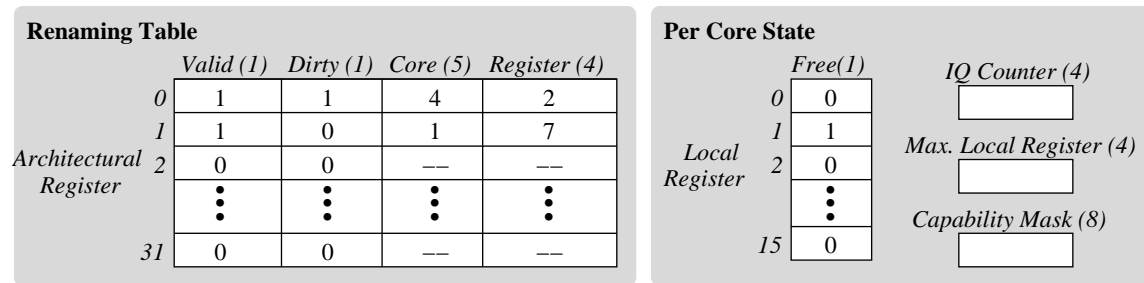 Renaming Table
Valid (1) Dirty (1) Core (5) Register (4)
0 1 1 4 2
1 1 0 1 7
Architectural Register 2 0 0 –– ––
31 0 0 –– ––
Per Core State
Free(1)
0 0
1 1
Local Register 2 0
15 0
IQ Counter (4)
Max. Local Register (4)
Capability Mask (8)